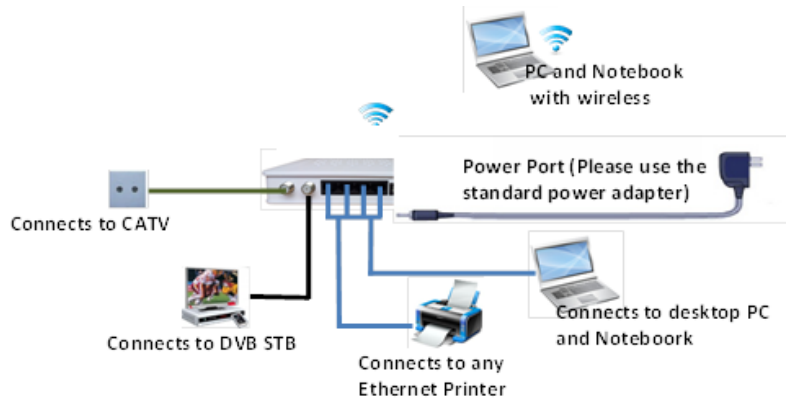 PC and Notebook
with wireless
Power Port (Please use the
standard power adapter)
Connects to CATV
Connects to DVB STB
Connects to any
Ethernet Printer
Connects to desktop PC
and Noteboork